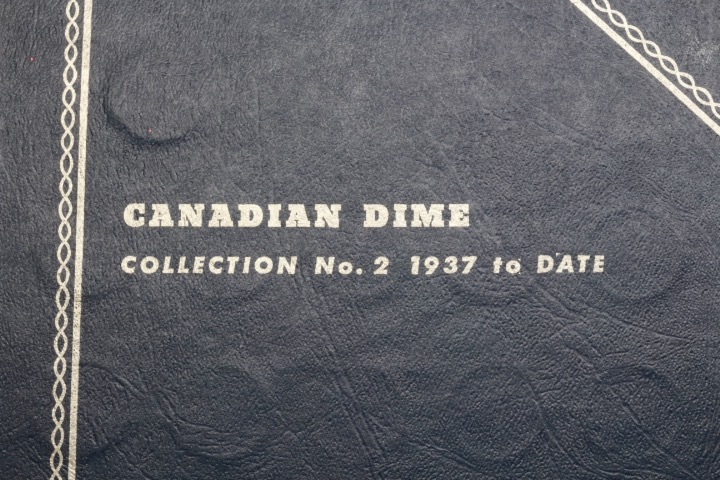 CANADIAN DIME
COLLECTION No. 2 1937 to DATE